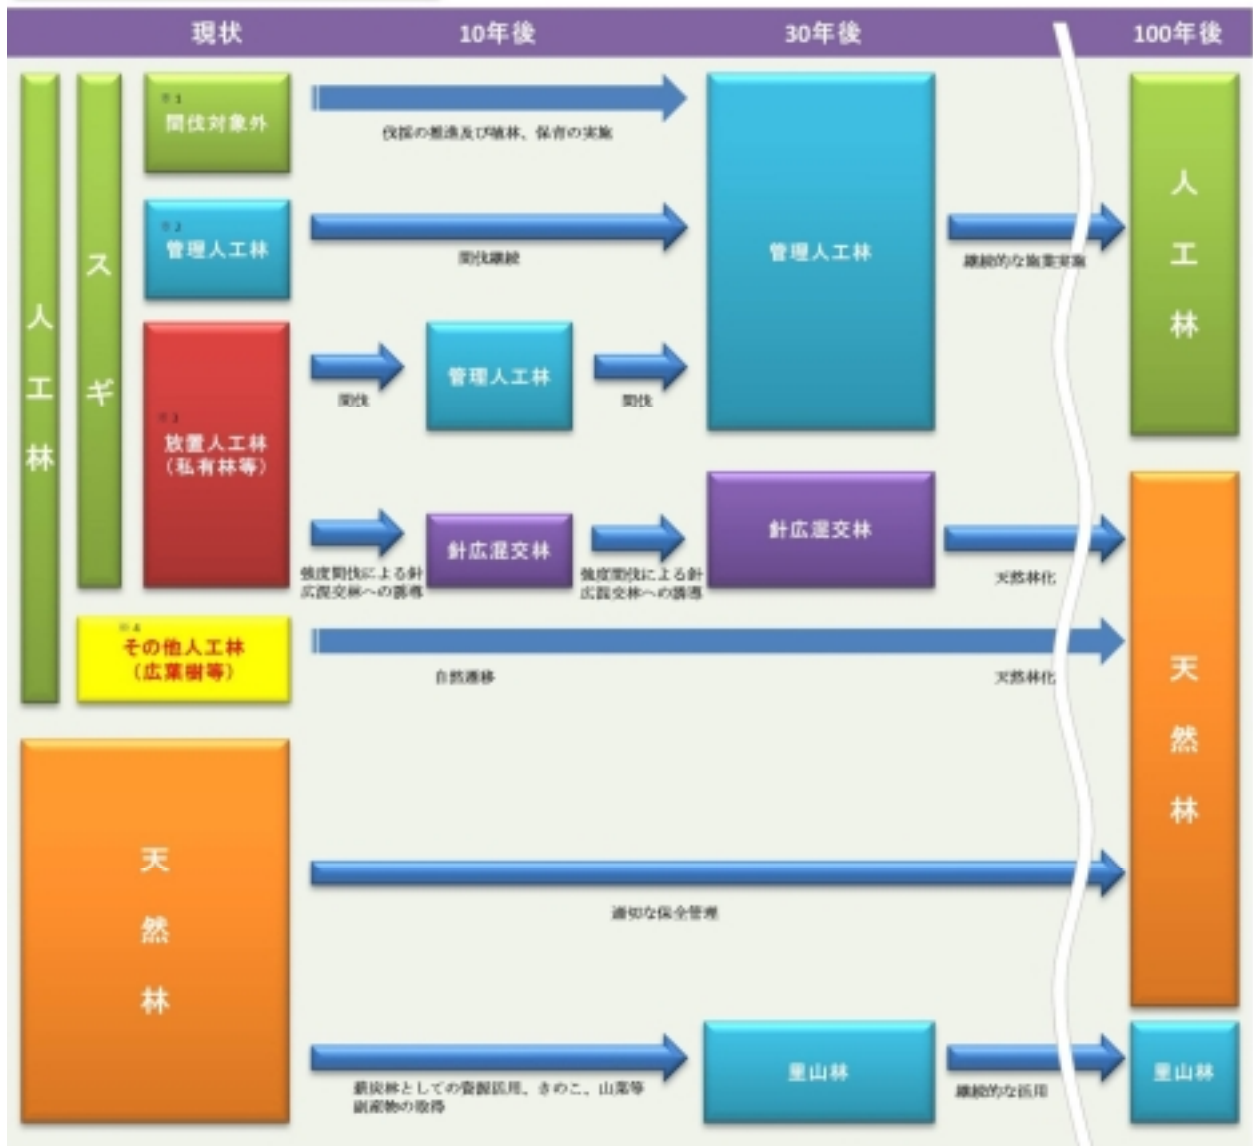 現状
10年後
30年後
100年後
人工林
スギ
※1
間伐対象外
伐採の推進及び植林、保育の実施
※2
管理人工林
間伐継続
管理人工林
継続的な施業実施
人工林
※3
放置人工林
(私有林等)
間伐
管理人工林
間伐
強度間伐による針
広混交林への誘導
針広混交林
強度間伐による針
広混交林への誘導
針広混交林
天然林化
※4
その他人工林
(広葉樹等)
自然遷移
天然林化
天然林
天然林
適切な保全管理
薪炭林としての資源活用、きのこ、山菜等
副産物の取得
里山林
継続的な活用
里山林